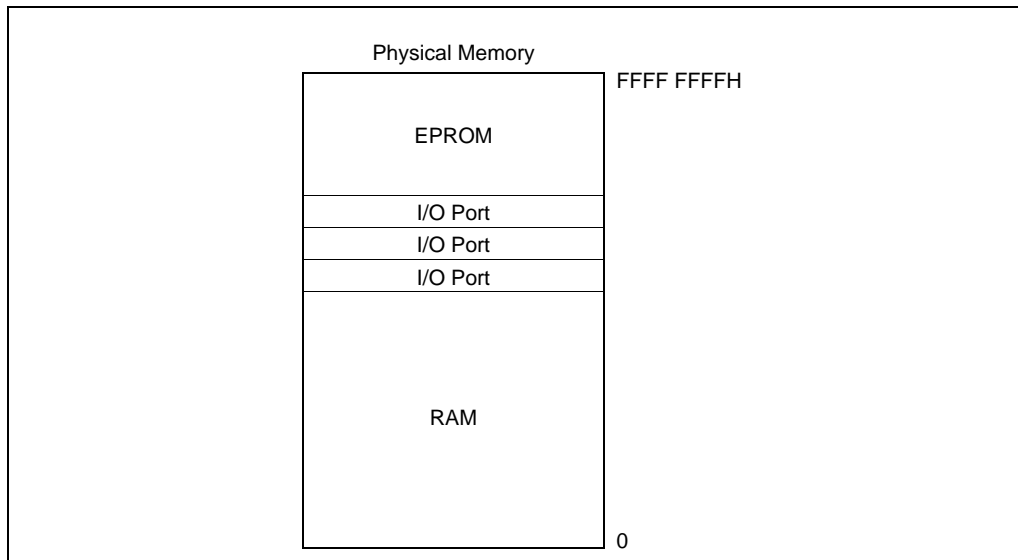 Physical Memory
FFFF FFFFH
EPROM
I/O Port
I/O Port
I/O Port
RAM
0